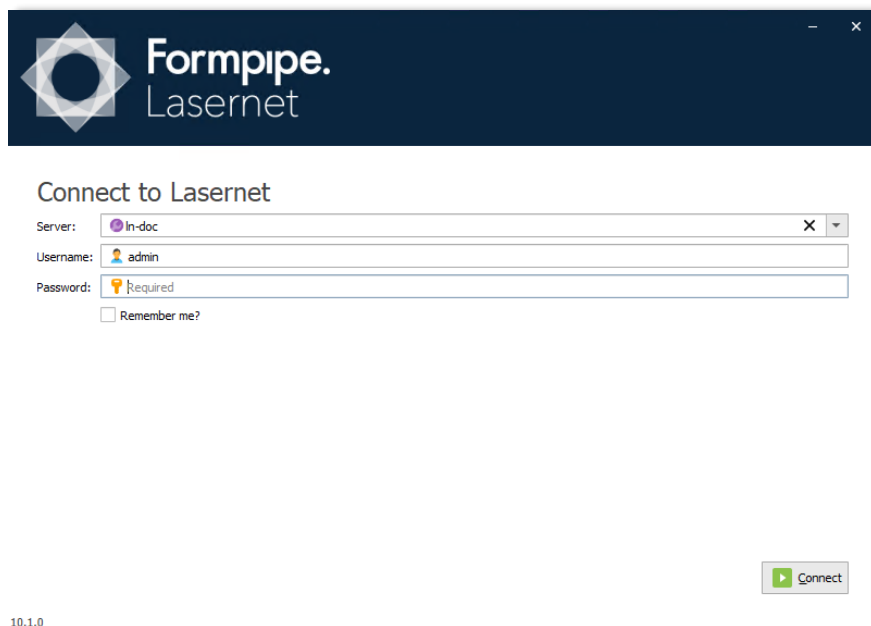 Formpipe.
Lasernet
Connect to Lasernet
Server: ln-doc
Username: admin
Password: Required
Remember me?
Connect
10.1.0